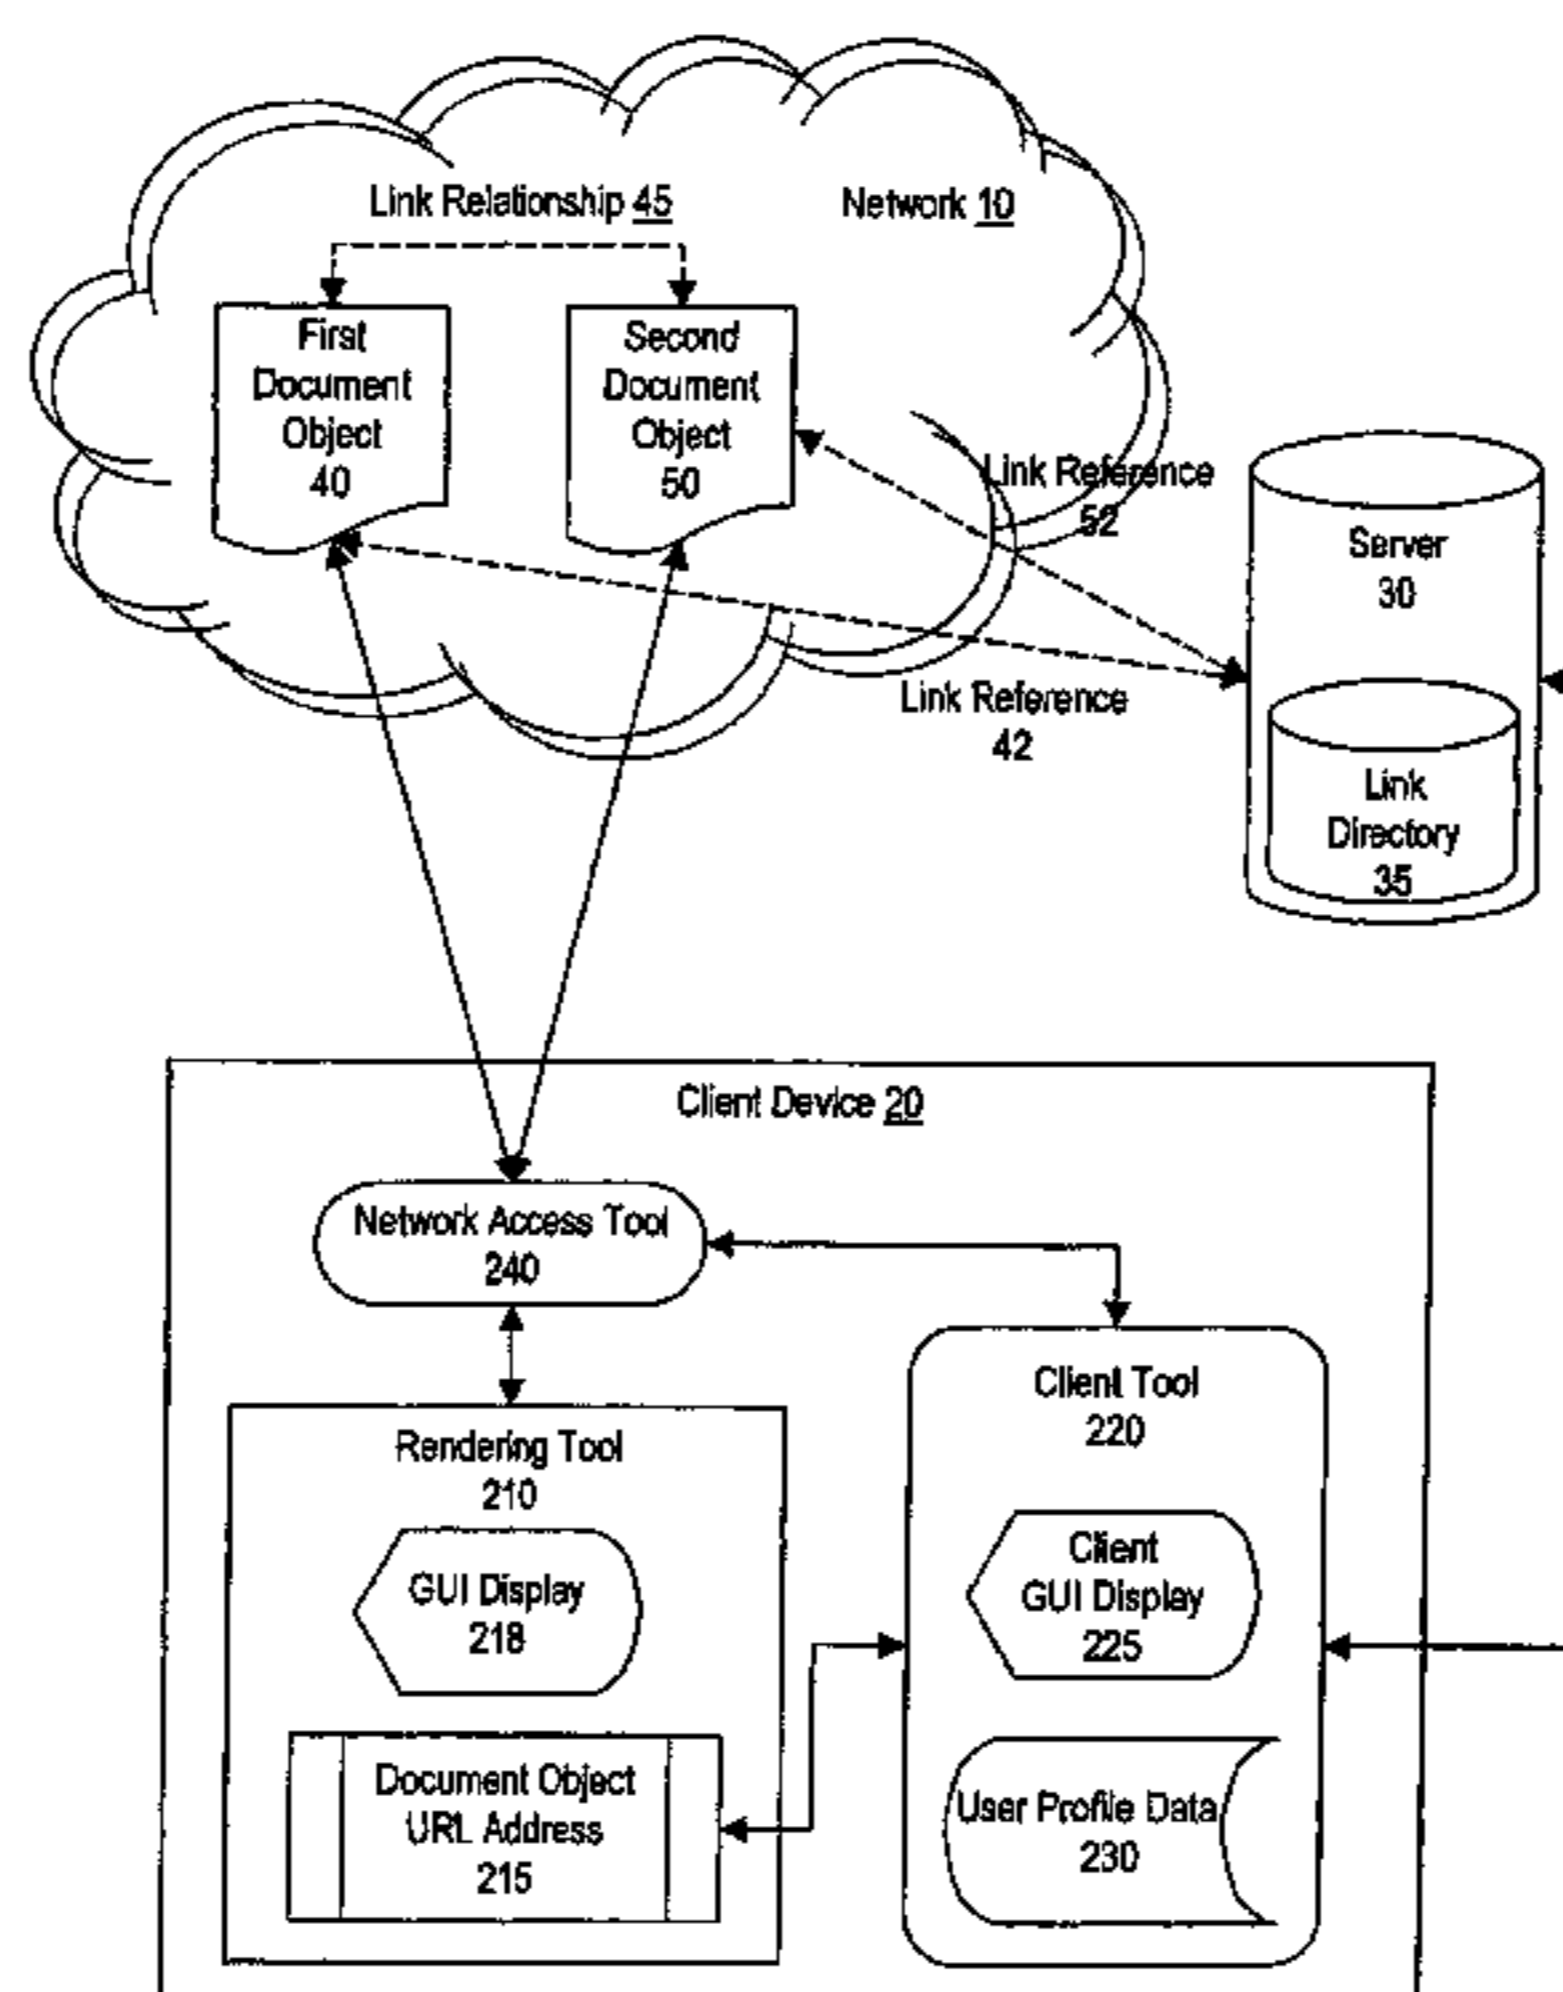 Link Relationship 45
Network 10
First
Document
Object
40
Second
Document
Object
50
Link Reference
52
Server
30
Link Reference
42
Link
Directory
35
Client Device 20
Network Access Tool
240
Client Tool
220
Rendering Tool
210
GUI Display
218
Client
GUI Display
225
Document Object
URL Address
215
User Profile Data
230